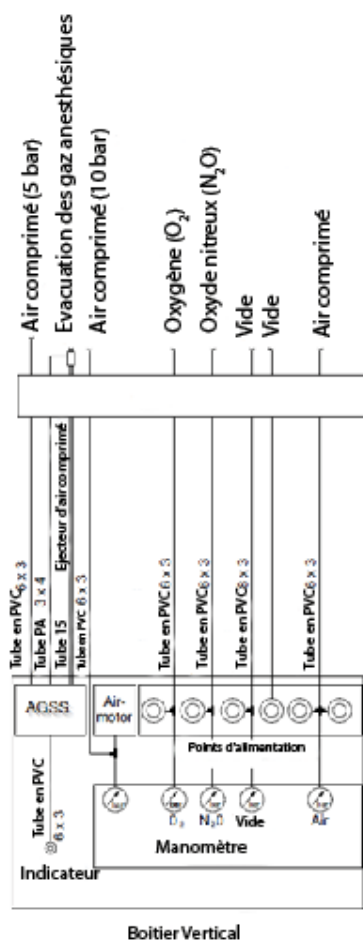 Air comprimé (5 bar)
Evacuation des gaz anesthésiques
Air comprimé (10 bar)
Oxygène (O₂)
Oxyde nitreux (N₂O)
Vide
Vide
Air comprimé
Tube en PVC 6 x 3
Tube PA 3 x 4
Tube 15
Ejecteur d'air comprimé
Tube en PVC 6 x 3
Tube en PVC 6 x 3
Tube en PVC 6 x 3
Tube en PVC 6 x 3
Tube en PVC 6 x 3
AGSS
Air-
motor
Points d'alimentation
Tube en PVC
6 x 3
O₂
N₂O
Vide
Air
Manomètre
Indicateur
Boitier Vertical